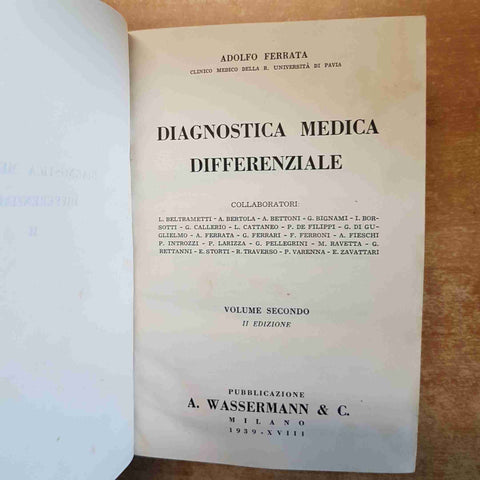 ADOLFO FERRATA
CLINICO MEDICO DELLA R. UNIVERSITÀ DI PAVIA
DIAGNOSTICA MEDICA
DIFFERENZIALE
COLLABORATORI:
L. BELTRAMETTI - A. BERTOLA - A. BETTONI - G. BIGNAMI - I. BOR-
SOTTI - G. CALLERIO - L. CATTANEO - P. DE FILIPPI - G. DI GU-
GLIELMO - A. FERRATA - G. FERRARI - F. FERRONI - A. FIESCHI
P. INTROZZI - P. LARIZZA - G. PELLEGRINI - M. RAVETTA - G.
RETTANNI - E. STORTI - R. TRAVERSO - P. VARENNA - E. ZAVATTARI
VOLUME SECONDO
II EDIZIONE
PUBBLICAZIONE
A. WASSERMANN & C.
MILANO
1939-XVIII